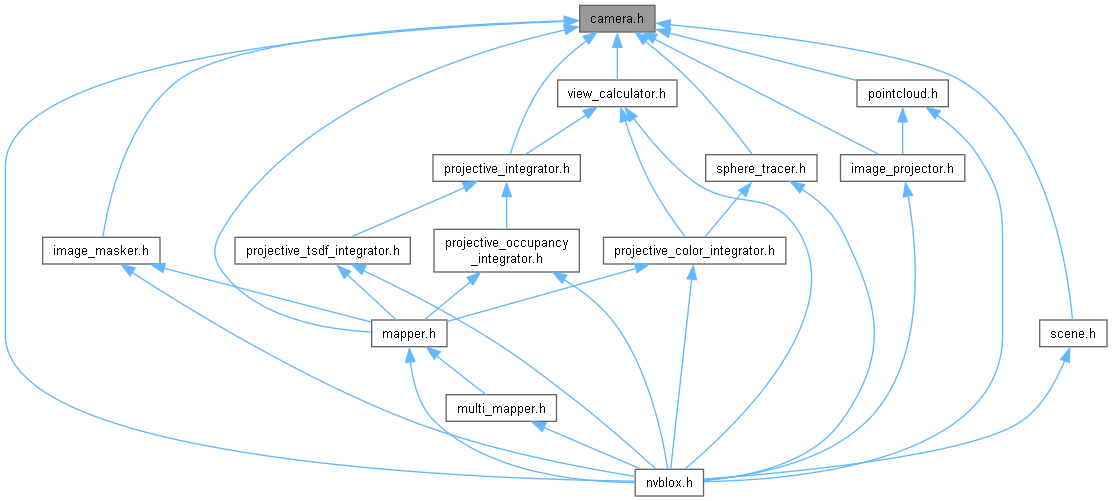 camera.h
view_calculator.h
pointcloud.h
projective_integrator.h
sphere_tracer.h
image_projector.h
image_masker.h
projective_tsdf_integrator.h
projective_occupancy
_integrator.h
projective_color_integrator.h
mapper.h
scene.h
multi_mapper.h
nvblox.h